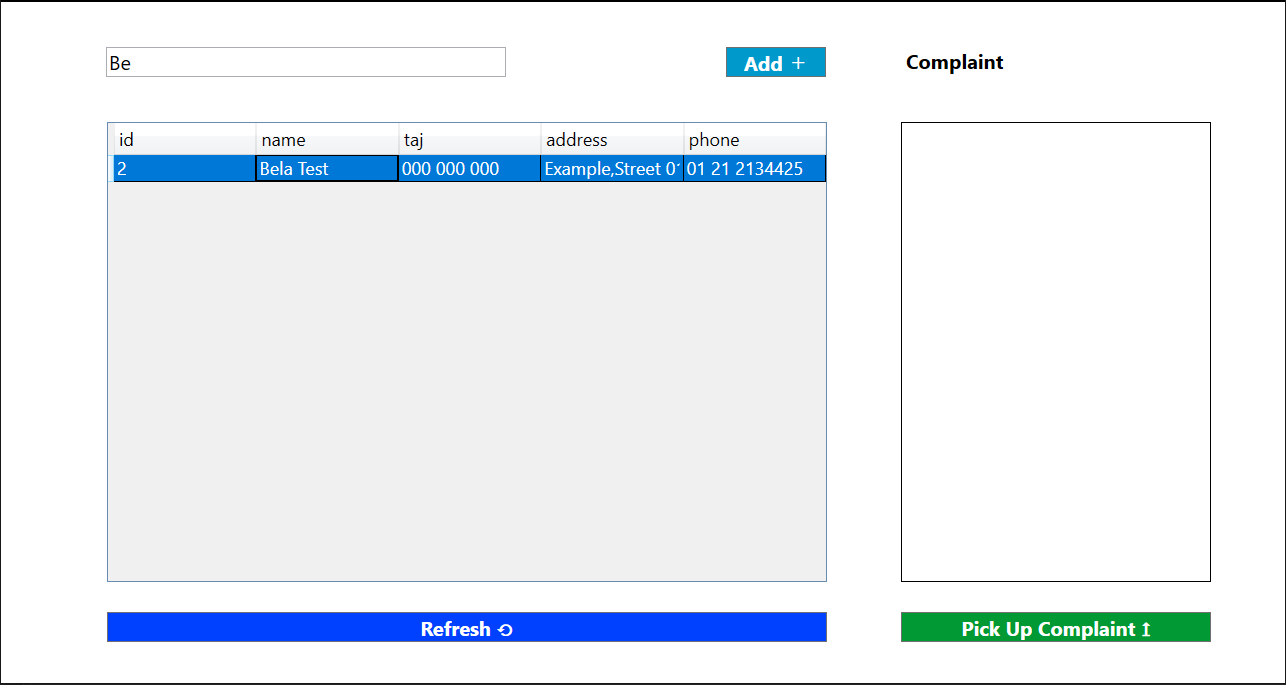 Be
Add +
Complaint
id name taj address phone
2 Bela Test 000 000 000 Example,Street 01 21 2134425
Refresh ⟲
Pick Up Complaint ↥